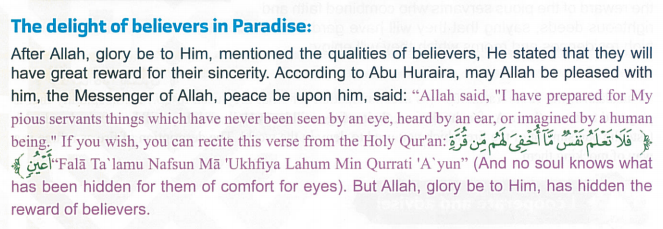 The delight of believers in Paradise:
After Allah, glory be to Him, mentioned the qualities of believers, He stated that they will
have great reward for their sincerity. According to Abu Huraira, may Allah be pleased with
him, the Messenger of Allah, peace be upon him, said: “Allah said, "I have prepared for My
pious servants things which have never been seen by an eye, heard by an ear, or imagined by a human
being." If you wish, you can recite this verse from the Holy Qur'an: ﴿ فَلَا تَعْلَمُ نَفْسٌ مَّآ أُخْفِىَ لَهُم مِّن قُرَّةِ
أَعْيُنٍ ﴾“Falā Ta`lamu Nafsun Mā 'Ukhfiya Lahum Min Qurrati 'A`yun” (And no soul knows what
has been hidden for them of comfort for eyes). But Allah, glory be to Him, has hidden the
reward of believers.